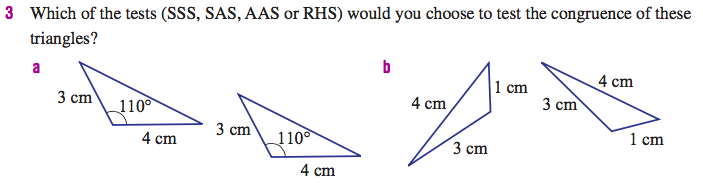 3 Which of the tests (SSS, SAS, AAS or RHS) would you choose to test the congruence of these
triangles?
a
3 cm
110°
4 cm
3 cm
110°
4 cm
b
4 cm
1 cm
3 cm
4 cm
3 cm
1 cm